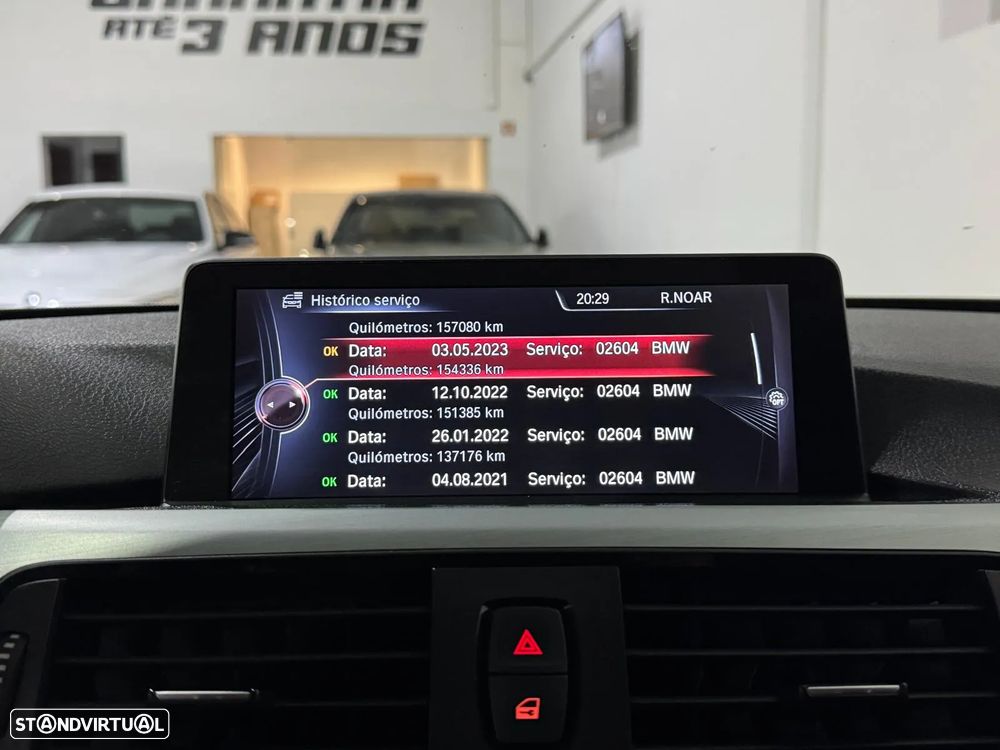 ATÉ 3 ANOS
Histórico serviço 20:29 R.NOAR
Quilómetros: 157080 km
OK Data: 03.05.2023 Serviço: 02604 BMW
Quilómetros: 154336 km
OK Data: 12.10.2022 Serviço: 02604 BMW
Quilómetros: 151385 km
OK Data: 26.01.2022 Serviço: 02604 BMW
Quilómetros: 137176 km
OK Data: 04.08.2021 Serviço: 02604 BMW
OPT
STANDVIRTUAL